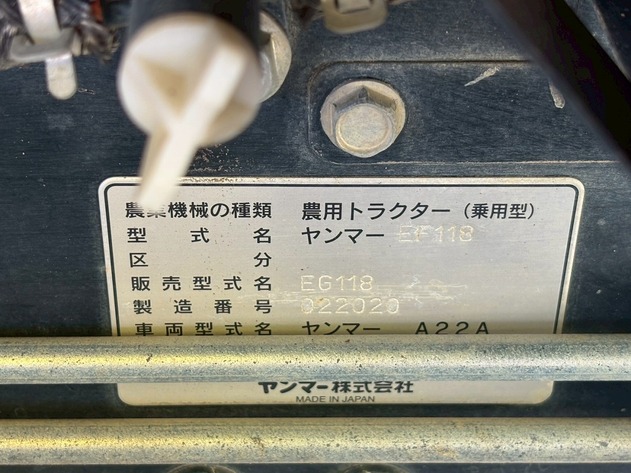 農業機械の種類 農用トラクター（乗用型）
型式名 ヤンマー EF118
区分
販売型式名 EG118
製造番号 022020
車両型式名 ヤンマー A22A
ヤンマー株式会社
MADE IN JAPAN